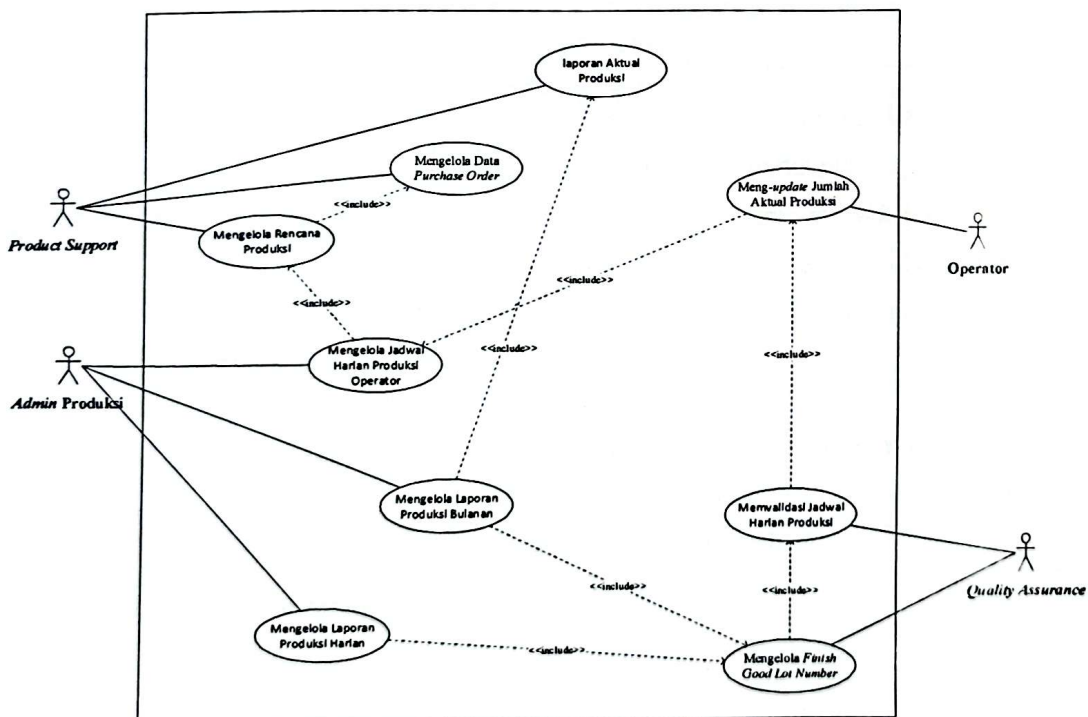 laporan Aktual
Produksi
Mengelola Data
Purchase Order
<<include>>
Mengelola Rencana
Produksi
Product Support
Meng-update Jumlah
Aktual Produksi
Operator
<<include>>
<<include>>
<<include>>
<<include>>
Mengelola Jadwal
Harian Produksi
Operator
Admin Produksi
Mengelola Laporan
Produksi Bulanan
Memvalidasi Jadwal
Harian Produksi
Quality Assurance
<<include>>
<<include>>
Mengelola Laporan
Produksi Harian
<<include>>
Mengelola Finish
Good Lot Number